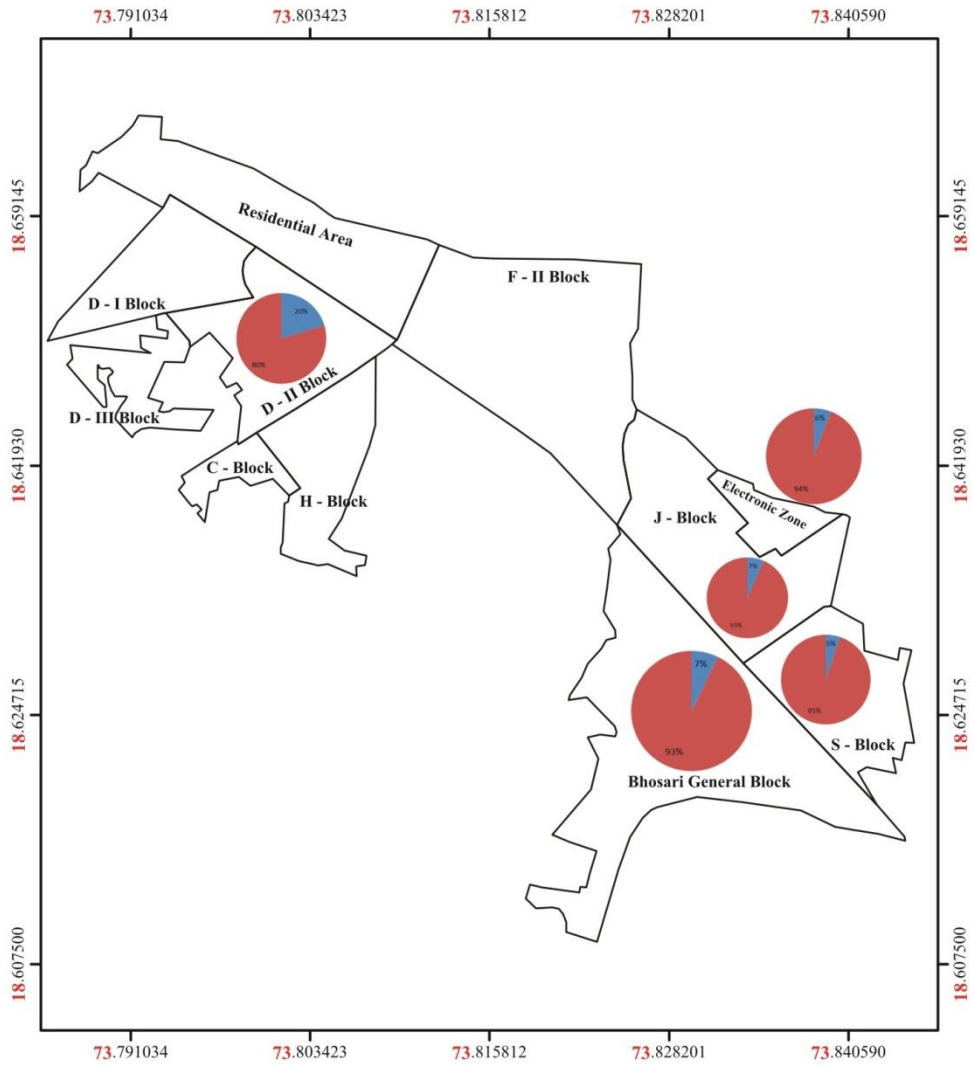 73.791034 73.803423 73.815812 73.828201 73.840590
18.659145
18.659145
Residential Area
F - II Block
D - I Block
20%
80%
D - II Block
D - III Block
6%
94%
18.641930
18.641930
C - Block
Electronic Zone
H - Block
J - Block
7%
93%
5%
95%
7%
93%
18.624715
18.624715
S - Block
Bhosari General Block
18.607500
18.607500
73.791034 73.803423 73.815812 73.828201 73.840590